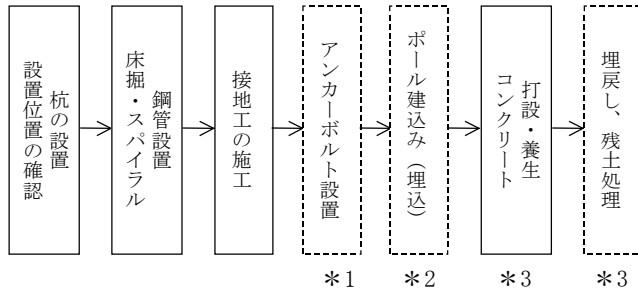 設置位置の確認
杭の設置
床掘・スパイラル
鋼管設置
接地工の施工
アンカーボルト設置
ポール建込み（埋込）
コンクリート
打設・養生
埋戻し、残土処理
＊1
＊2
＊3
＊3